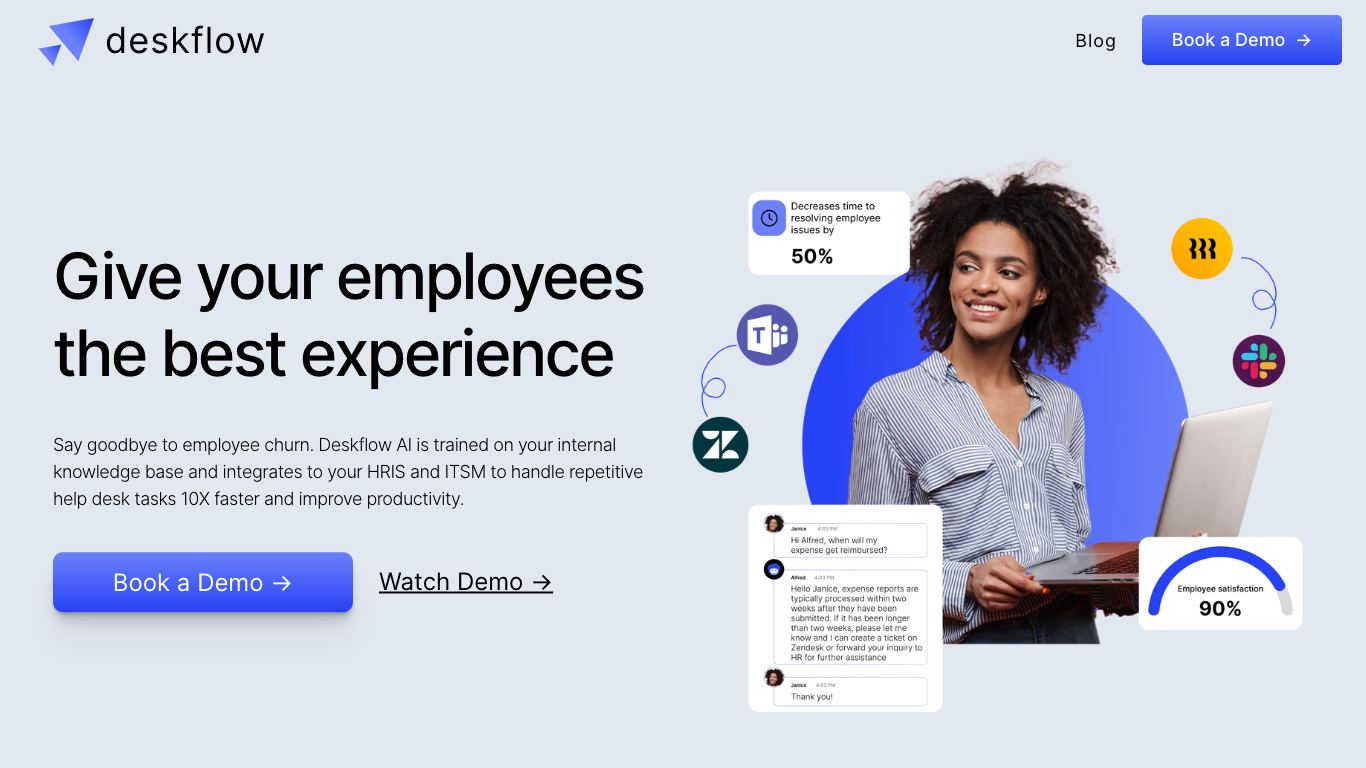 deskflow
Blog
Book a Demo →
Give your employees
the best experience
Say goodbye to employee churn. Deskflow AI is trained on your internal
knowledge base and integrates to your HRIS and ITSM to handle repetitive
help desk tasks 10X faster and improve productivity.
Book a Demo →
Watch Demo →
Decreases time to
resolving employee
issues by
50%
T
Janice 4:03 PM
Hi Alfred, when will my
expense get reimbursed?
Alfred 4:03 PM
Hello Janice, expense reports are
typically processed within two
weeks after they have been
submitted. If it has been longer
than two weeks, please let me
know and I can create a ticket on
Zendesk or forward your inquiry to
HR for further assistance
Janice 4:05 PM
Thank you!
Employee satisfaction
90%